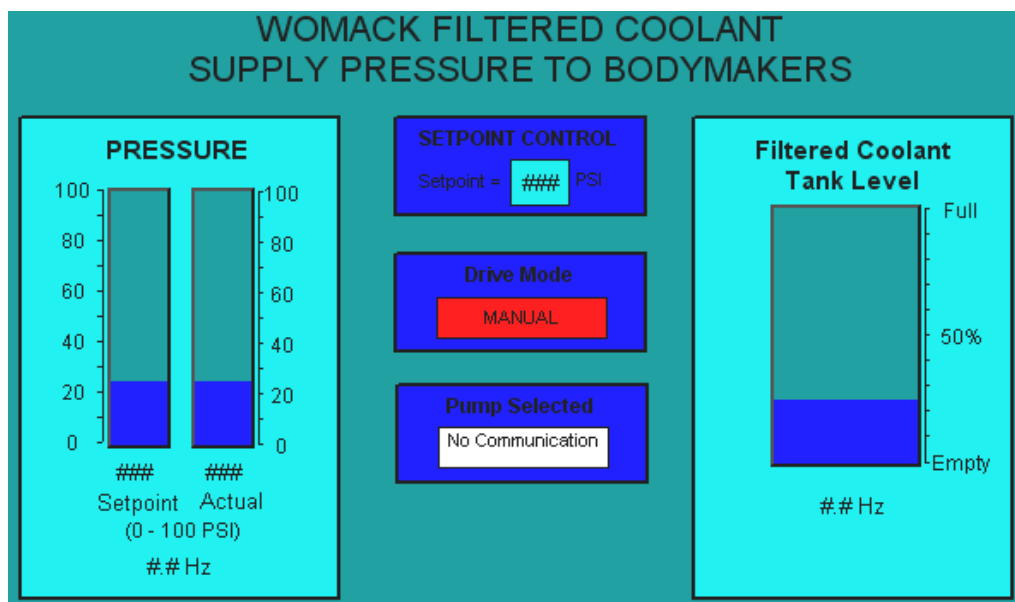 WOMACK FILTERED COOLANT
SUPPLY PRESSURE TO BODYMAKERS
PRESSURE
100
80
60
40
20
0
100
80
60
40
20
0
###
###
Setpoint
Actual
(0 - 100 PSI)
#.# Hz
SETPOINT CONTROL
Setpoint = ### PSI
Drive Mode
MANUAL
Pump Selected
No Communication
Filtered Coolant
Tank Level
Full
50%
Empty
#.# Hz